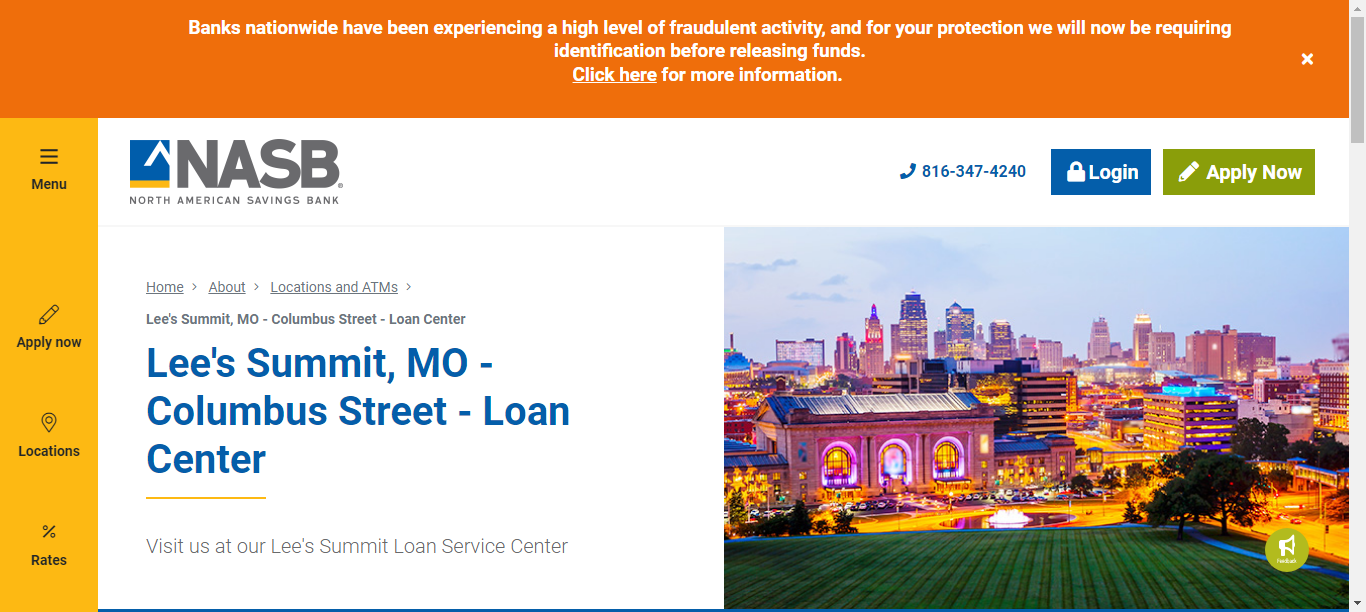 Banks nationwide have been experiencing a high level of fraudulent activity, and for your protection we will now be requiring
identification before releasing funds.
Click here for more information.
×
Menu
NASB®
NORTH AMERICAN SAVINGS BANK
816-347-4240
Login
Apply Now
Home > About > Locations and ATMs >
Lee's Summit, MO - Columbus Street - Loan Center
Lee's Summit, MO -
Columbus Street - Loan
Center
Visit us at our Lee's Summit Loan Service Center
Apply now
Locations
Rates
Feedback